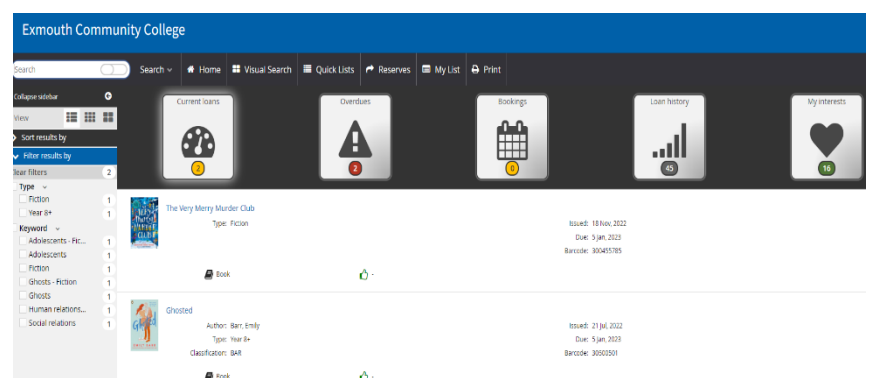 Exmouth Community College
Search Search Home Visual Search Quick Lists Reserves My List Print
Collapse sidebar
View
Sort results by
Filter results by
lear filters 2
Type
Fiction 1
Year 8+ 1
Keyword
Adolescents - Fic... 1
Adolescents 1
Fiction 1
Ghosts - Fiction 1
Ghosts 1
Human relations... 1
Social relations 1
Current loans Overdues Bookings Loan history My interests
2 2 0 45 16
The Very Merry Murder Club
Type: Fiction Issued: 18 Nov, 2022
Due: 5 Jan, 2023
Barcode: 300455785
Book -
Ghosted
Author: Barr, Emily Issued: 21 Jul, 2022
Type: Year 8+ Due: 5 Jan, 2023
Classification: BAR Barcode: 30500501
Book -